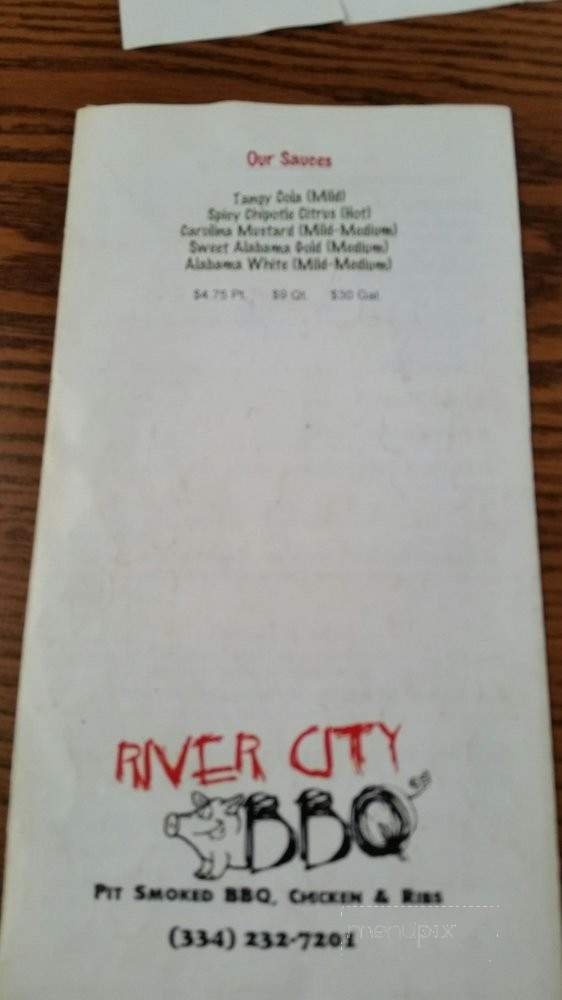 Our Sauces
Tangy Cola (Mild)
Spicy Chipotle Citrus (Hot)
Carolina Mustard (Mild-Medium)
Sweet Alabama Gold (Medium)
Alabama White (Mild-Medium)
$4.75 Pt. $9 Qt. $30 Gal.
RIVER CITY
BBQ
PIT SMOKED BBQ, CHICKEN & RIBS
(334) 232-7201
menupix